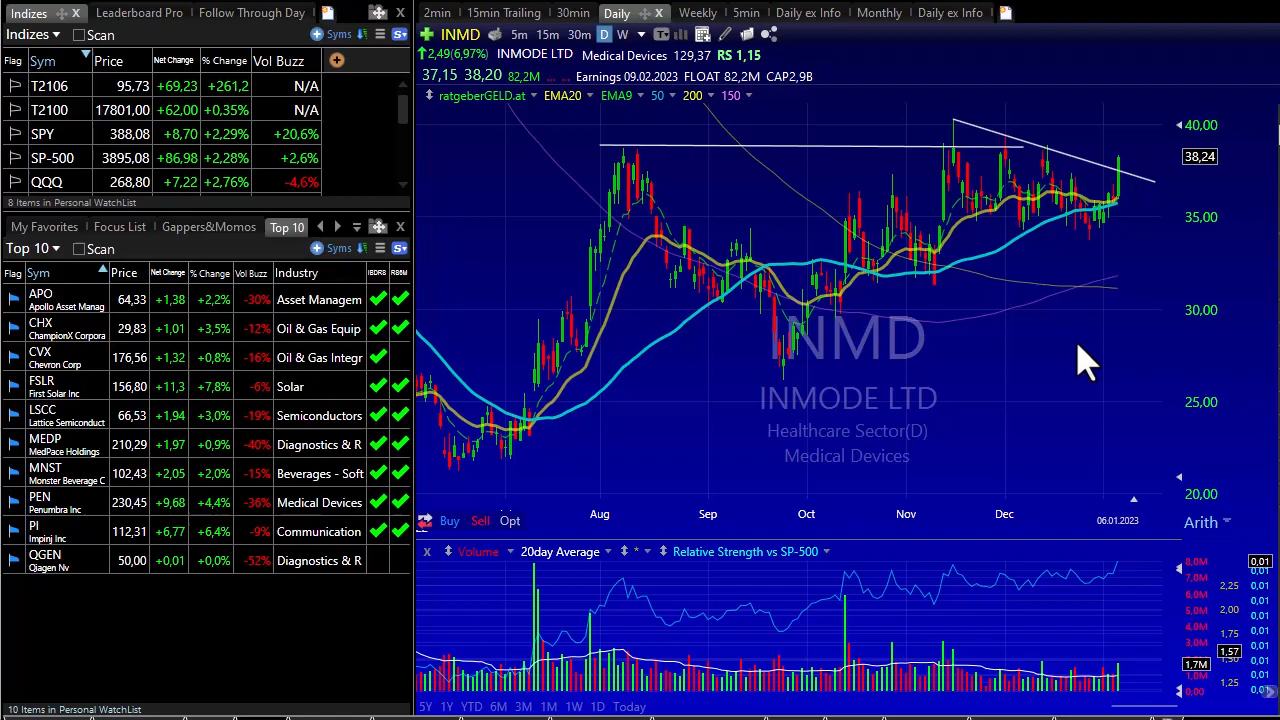 Indizes Leaderboard Pro Follow Through Day
Indizes Scan Syms
Flag Sym Price Net Change % Change Vol Buzz
T2106 95,73 +69,23 +261,2 N/A
T2100 17801,00 +62,00 +0,35% N/A
SPY 388,08 +8,70 +2,29% +20,6%
SP-500 3895,08 +86,98 +2,28% +2,6%
QQQ 268,80 +7,22 +2,76% -4,6%
8 Items in Personal WatchList
My Favorites Focus List Gappers&Momos Top 10
Top 10 Scan Syms
Flag Sym Price Net Change % Change Vol Buzz Industry
APO 64,33 +1,38 +2,2% -30% Asset Managem
Apollo Asset Manag
CHX 29,83 +1,01 +3,5% -12% Oil & Gas Equip
ChampionX Corpora
CVX 176,56 +1,32 +0,8% -16% Oil & Gas Integr
Chevron Corp
FSLR 156,80 +11,3 +7,8% -6% Solar
First Solar Inc
LSCC 66,53 +1,94 +3,0% -19% Semiconductors
Lattice Semiconduct
MEDP 210,29 +1,97 +0,9% -40% Diagnostics & R
MedPace Holdings
MNST 102,43 +2,05 +2,0% -15% Beverages - Soft
Monster Beverage C
PEN 230,45 +9,68 +4,4% -36% Medical Devices
Penumbra Inc
PI 112,31 +6,77 +6,4% -9% Communication
Impinj Inc
QGEN 50,00 +0,01 +0,0% -52% Diagnostics & R
Qiagen Nv
10 Items in Personal WatchList
2min 15min Trailing 30min Daily Weekly 5min Daily ex Info Monthly Daily ex Info
INMD 5m 15m 30m D W
2,49(6,97%) INMODE LTD Medical Devices 129,37 RS 1,15
37,15 38,20 82,2M Earnings 09.02.2023 FLOAT 82,2M CAP2,9B
ratgeberGELD.at EMA20 EMA9 50 200 150
40,00
38,24
35,00
30,00
25,00
20,00
INMD
INMODE LTD
Healthcare Sector(D)
Medical Devices
Aug Sep Oct Nov Dec 06.01.2023
Buy Sell Opt
Arith
X Volume 20day Average * Relative Strength vs SP-500
8,0M
7,0M
6,0M
5,0M
4,0M
3,0M
1,7M
1,0M
0,00
2,25
2,00
1,75
1,57
1,50
0,01
0,01
0,01
0,01
0,01
0,01
0,01
0,01
5Y 1Y YTD 6M 3M 1M 1W 1D Today